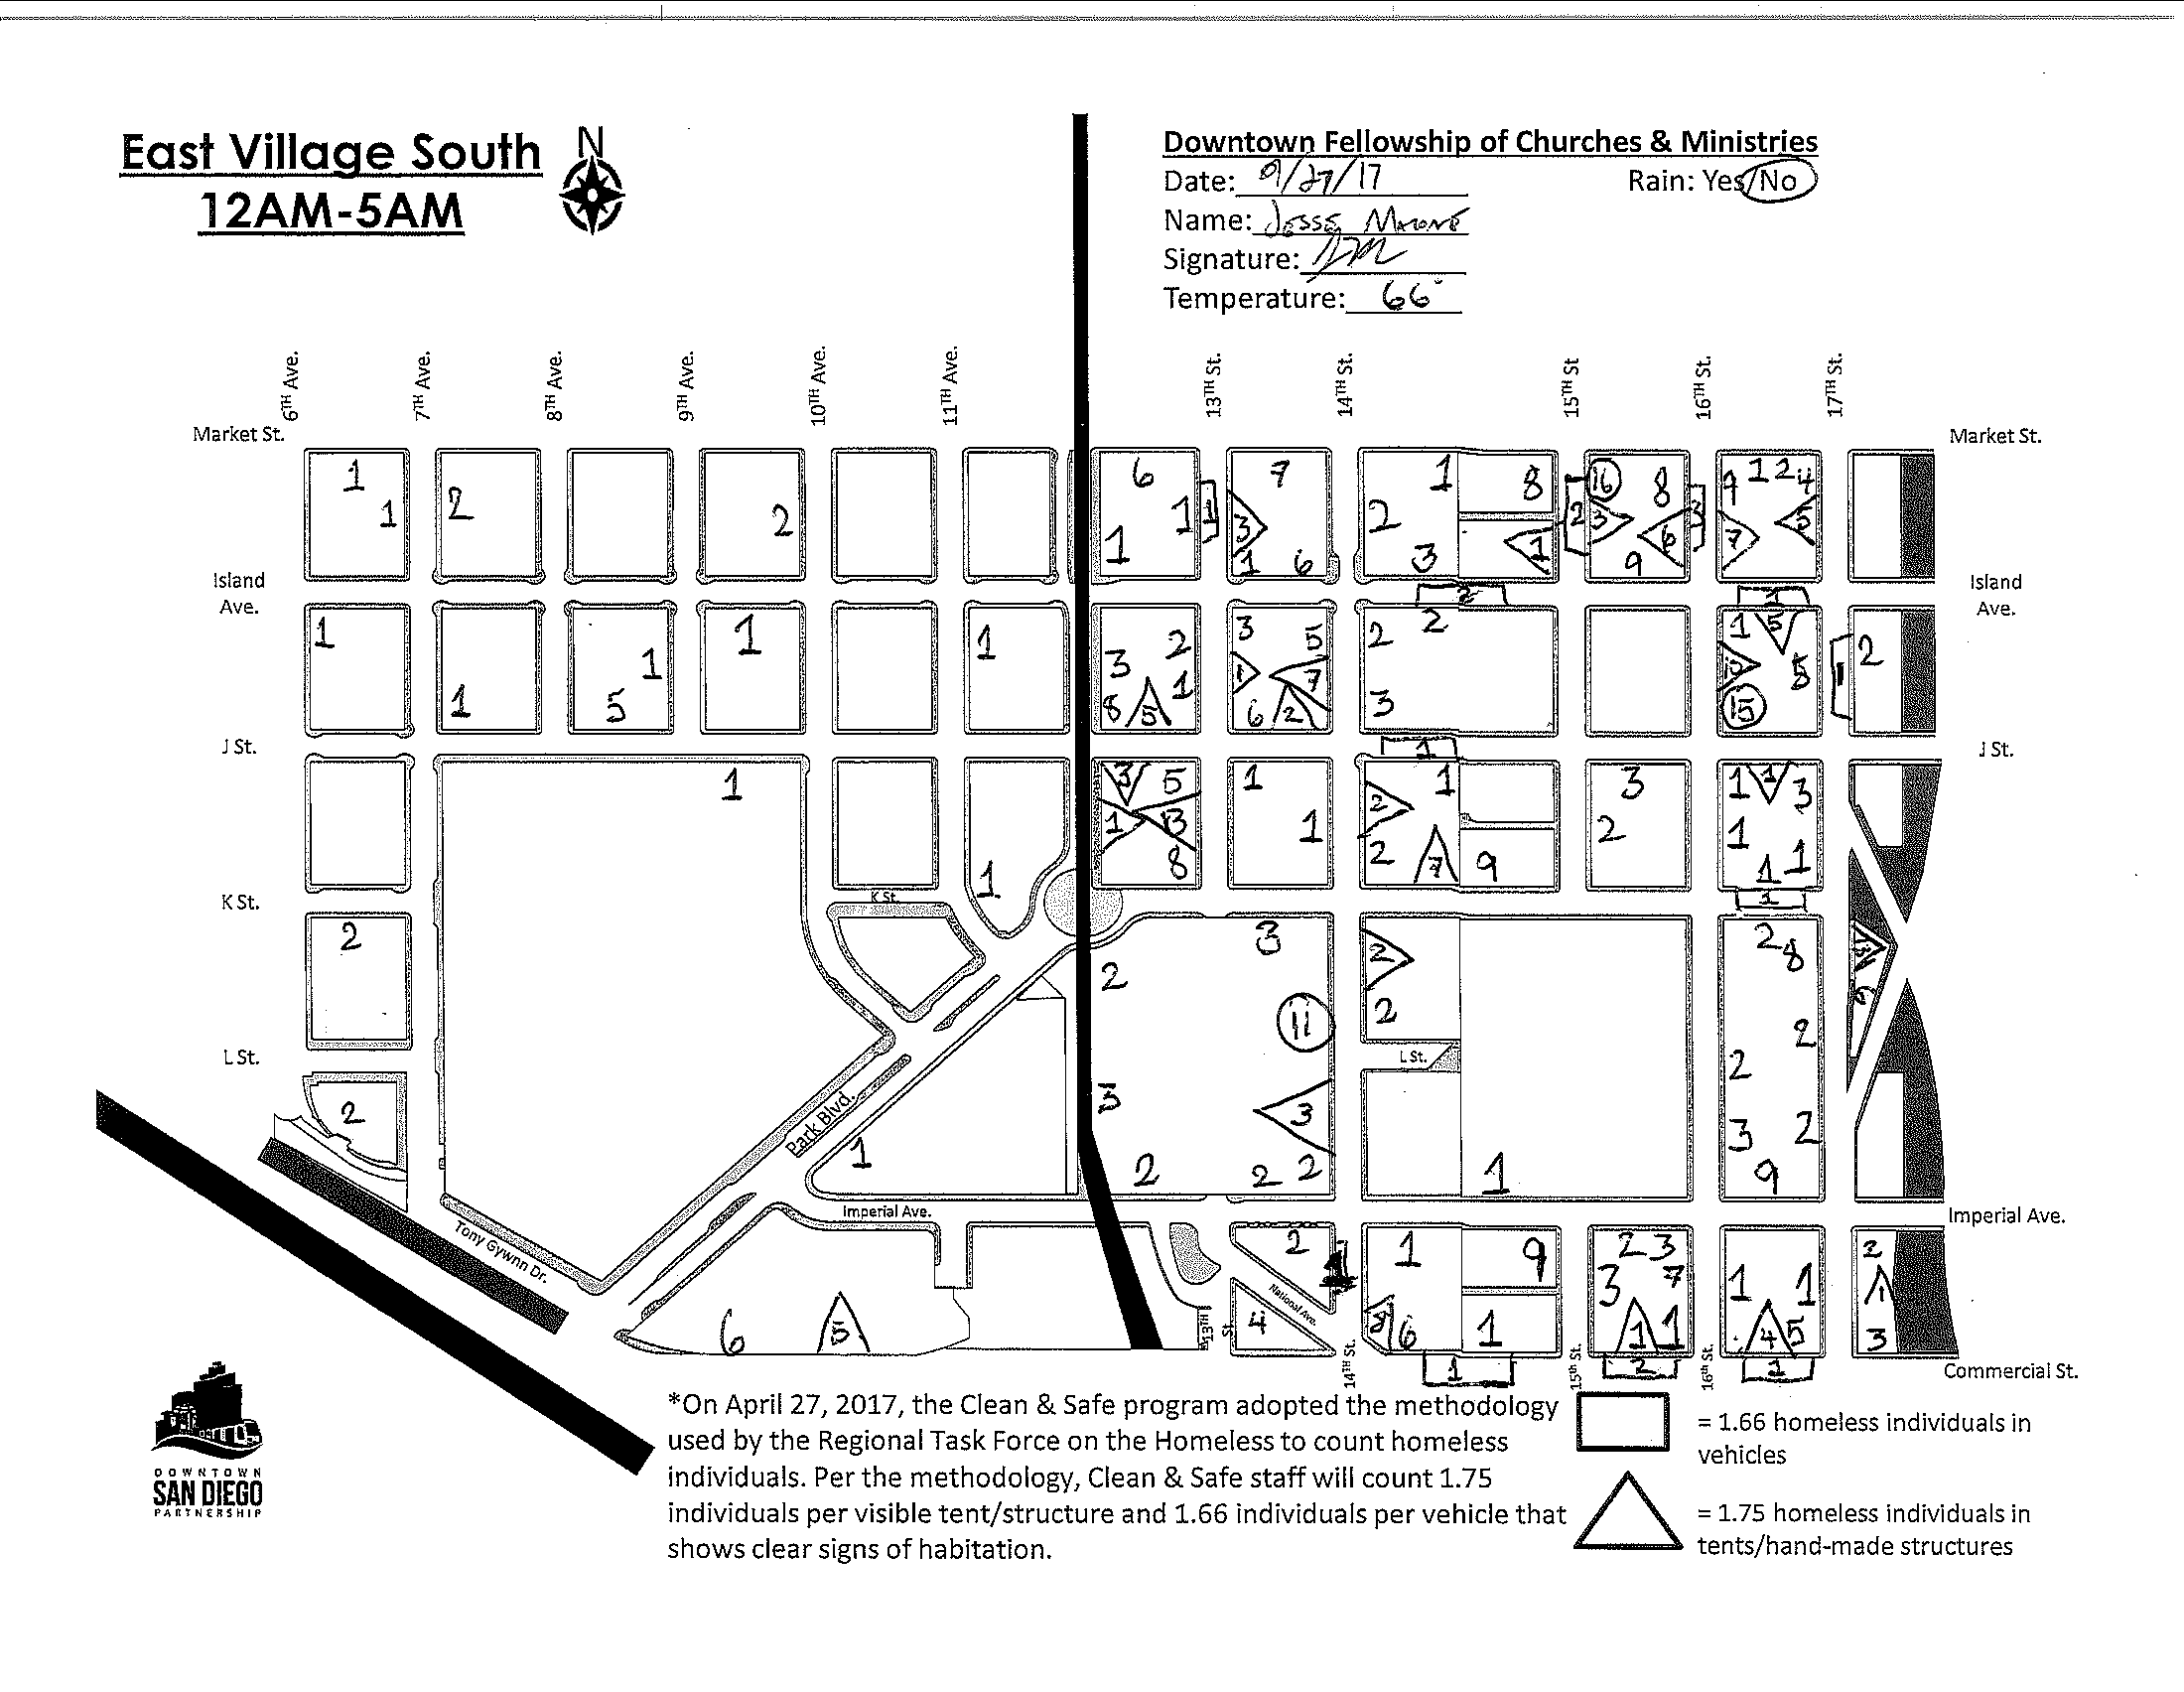 East Village South
12AM-5AM
N
Downtown Fellowship of Churches & Ministries
Date: 9/27/17
Rain: Yes/No
Name: Jesse
Signature:
Temperature: 66°
6TH Ave.
7TH Ave.
8TH Ave.
9TH Ave.
10TH Ave.
11TH Ave.
13TH St.
14TH St.
15TH St
16TH St.
17TH St.
Market St.
Market St.
1 1 2 2 6 1 1 1 7 3 1 6 1 2 3 8 1 2 16 3 8 6 9 3 9 1 2 4 7 5
Island
Ave.
Island
Ave.
2 1
1 1 5 1 1 1 3 2 1 8 5 3 5 1 7 6 2 2 2 3 1 5 10 8 15 1 2
J St.
J St.
1
1 1 3 5 1 13 8 1 1 2 1 2 7 9 3 2 1 1 3 1 1 1
K St.
K St.
1
2 2 3 11 3 3 2 2 2 2 2 1 2 8 2 2 3 2 9
L St.
L St.
2
Park Blvd.
1
Imperial Ave.
Imperial Ave.
Tony Gywnn Dr.
6 5 2 4 1 6 9 1 2 3 3 7 1 1 1 1 4 5 2 1 3
National Ave.
13TH
St.
14TH St.
15th St.
16th St.
1 2 1
Commercial St.
*On April 27, 2017, the Clean & Safe program adopted the methodology
used by the Regional Task Force on the Homeless to count homeless
individuals. Per the methodology, Clean & Safe staff will count 1.75
individuals per visible tent/structure and 1.66 individuals per vehicle that
shows clear signs of habitation.
= 1.66 homeless individuals in
vehicles
= 1.75 homeless individuals in
tents/hand-made structures
DOWNTOWN
SAN DIEGO
PARTNERSHIP